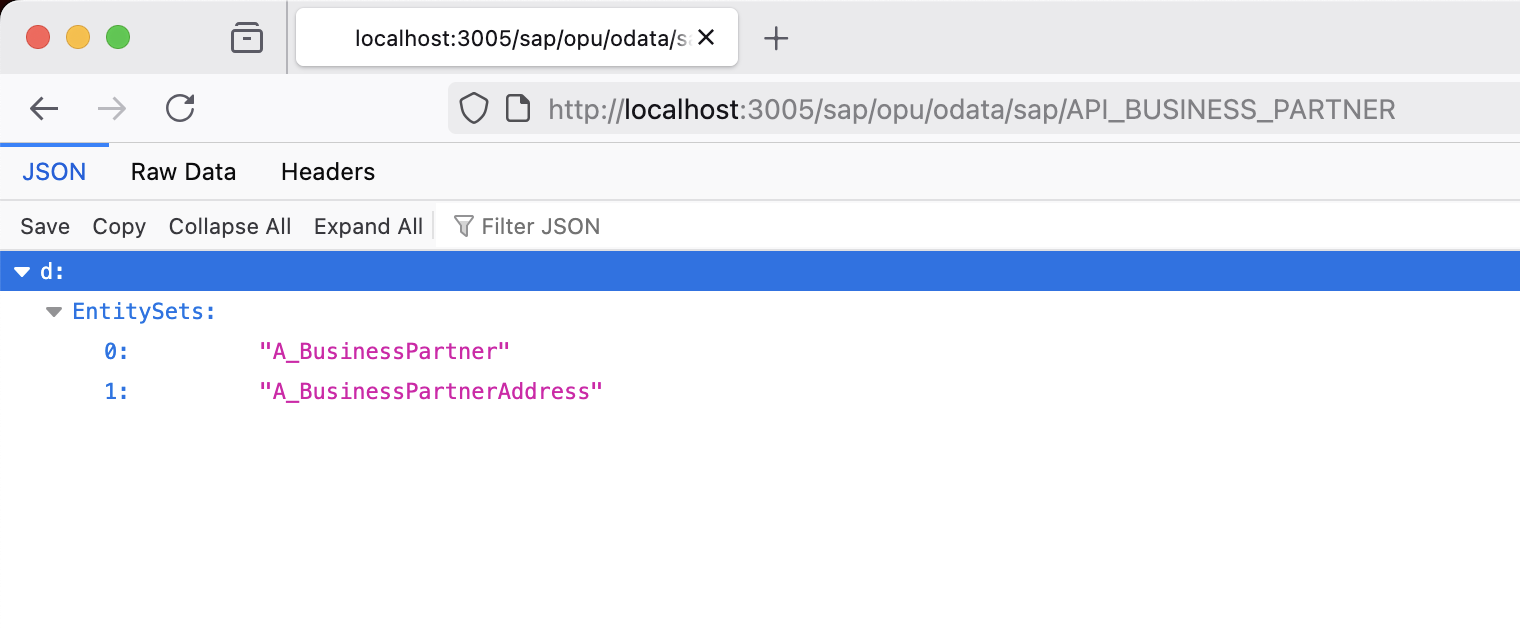 localhost:3005/sap/opu/odata/s
http://localhost:3005/sap/opu/odata/sap/API_BUSINESS_PARTNER
JSON Raw Data Headers
Save Copy Collapse All Expand All Filter JSON
d:
EntitySets:
0: "A_BusinessPartner"
1: "A_BusinessPartnerAddress"